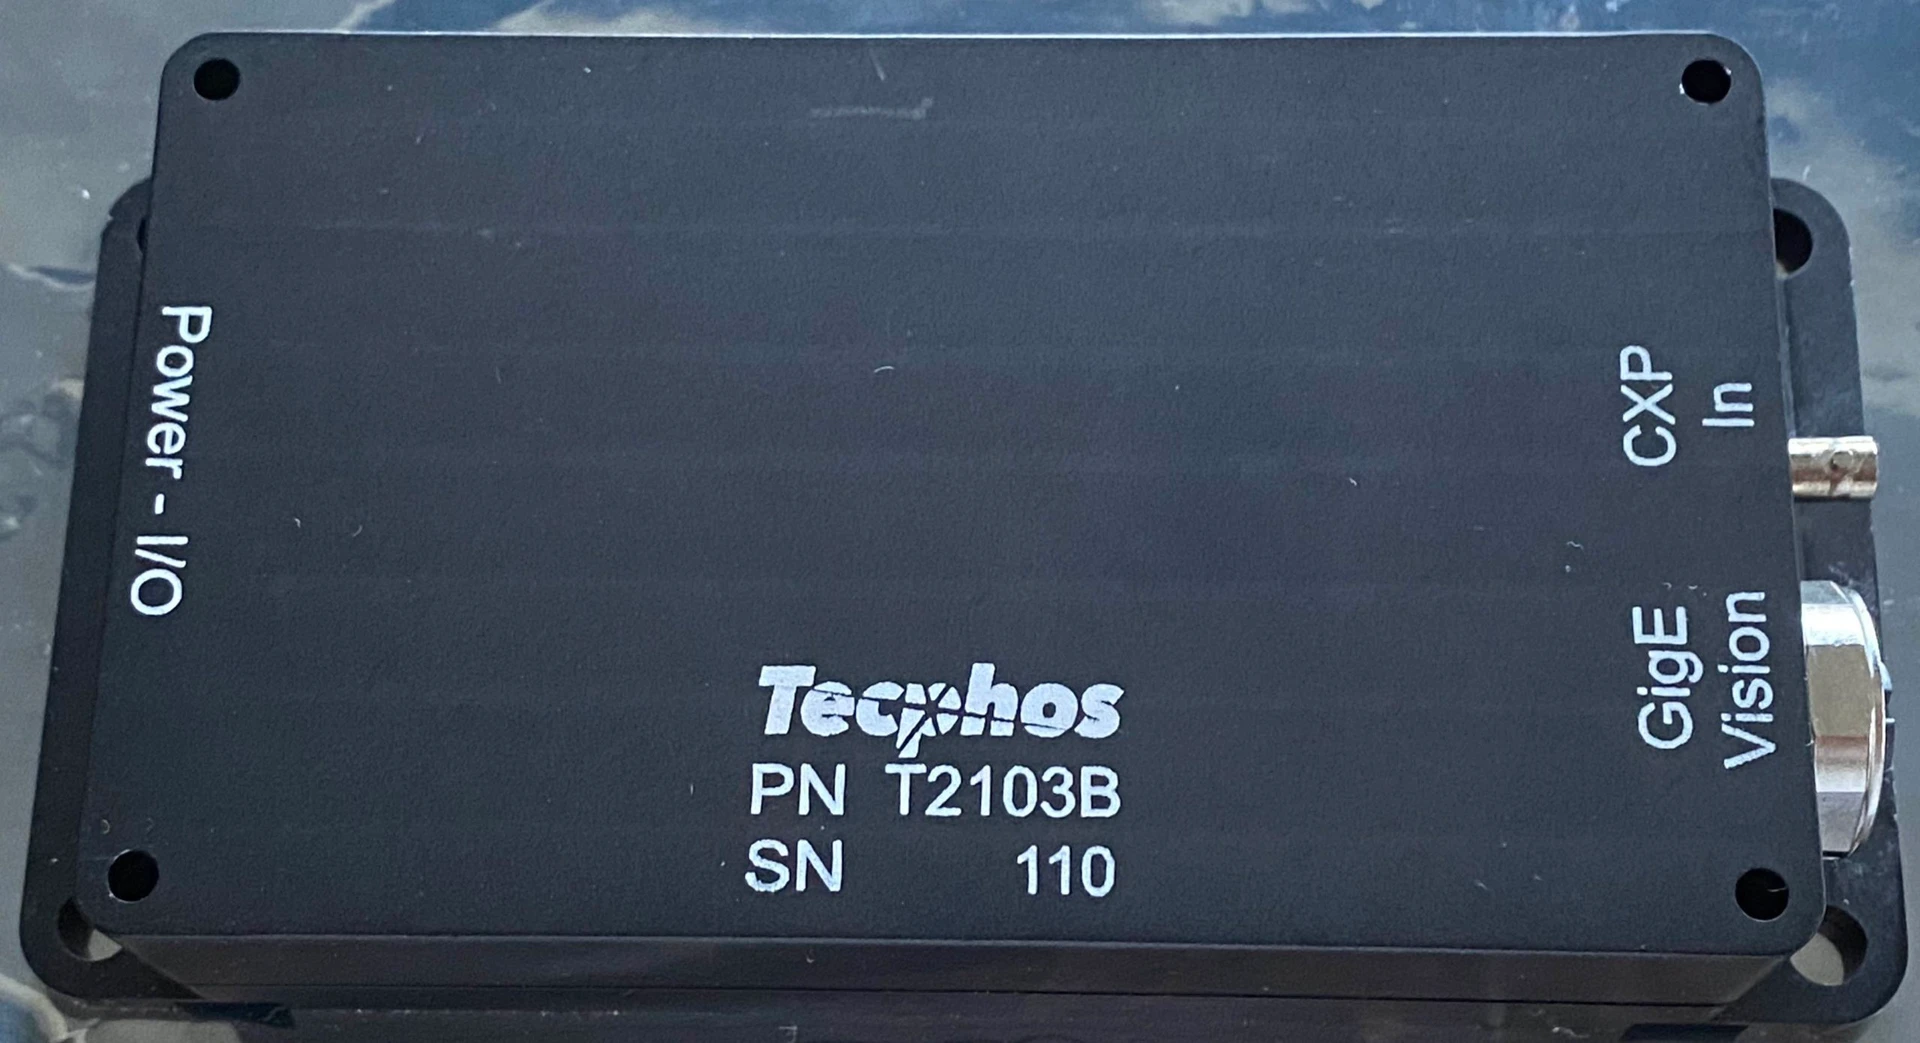 Power - I/O
CXP
In
GigE
Vision
Tecphos
PN T2103B
SN 110